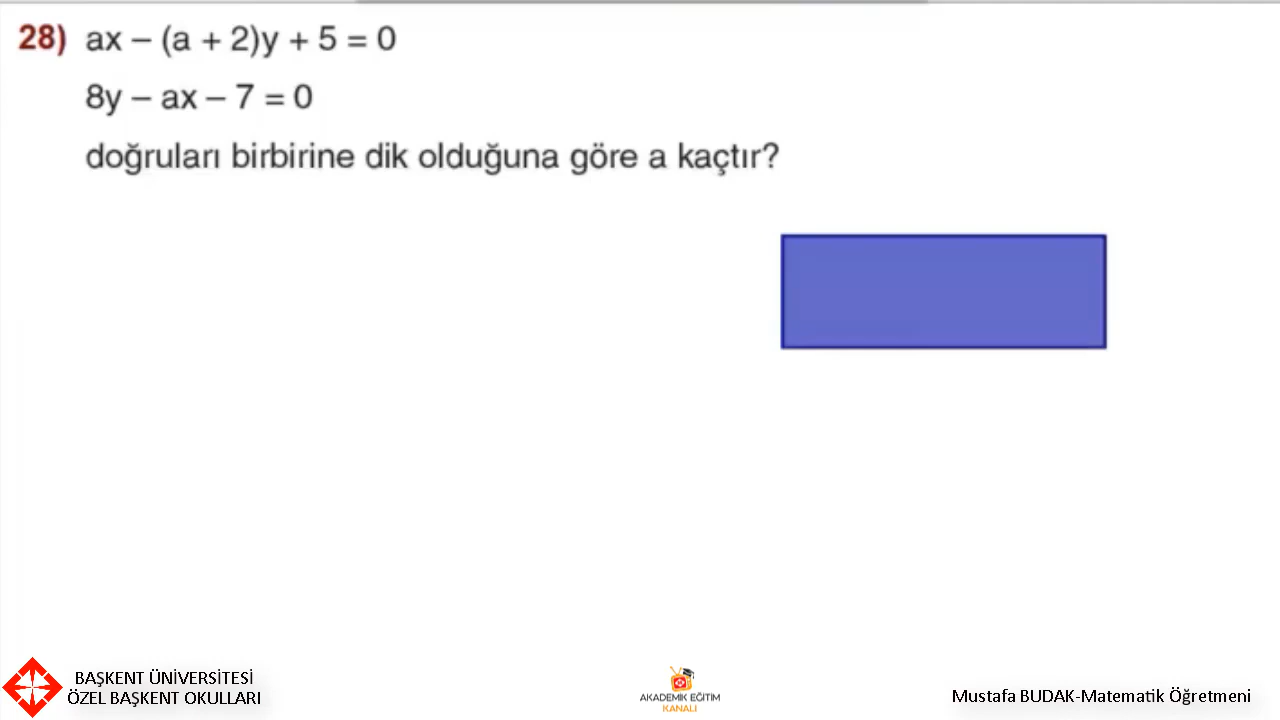 28) ax – (a + 2)y + 5 = 0
8y – ax – 7 = 0
doğruları birbirine dik olduğuna göre a kaçtır?
BAŞKENT ÜNİVERSİTESİ
ÖZEL BAŞKENT OKULLARI
AKADEMİK EĞİTİM
KANALI
Mustafa BUDAK-Matematik Öğretmeni